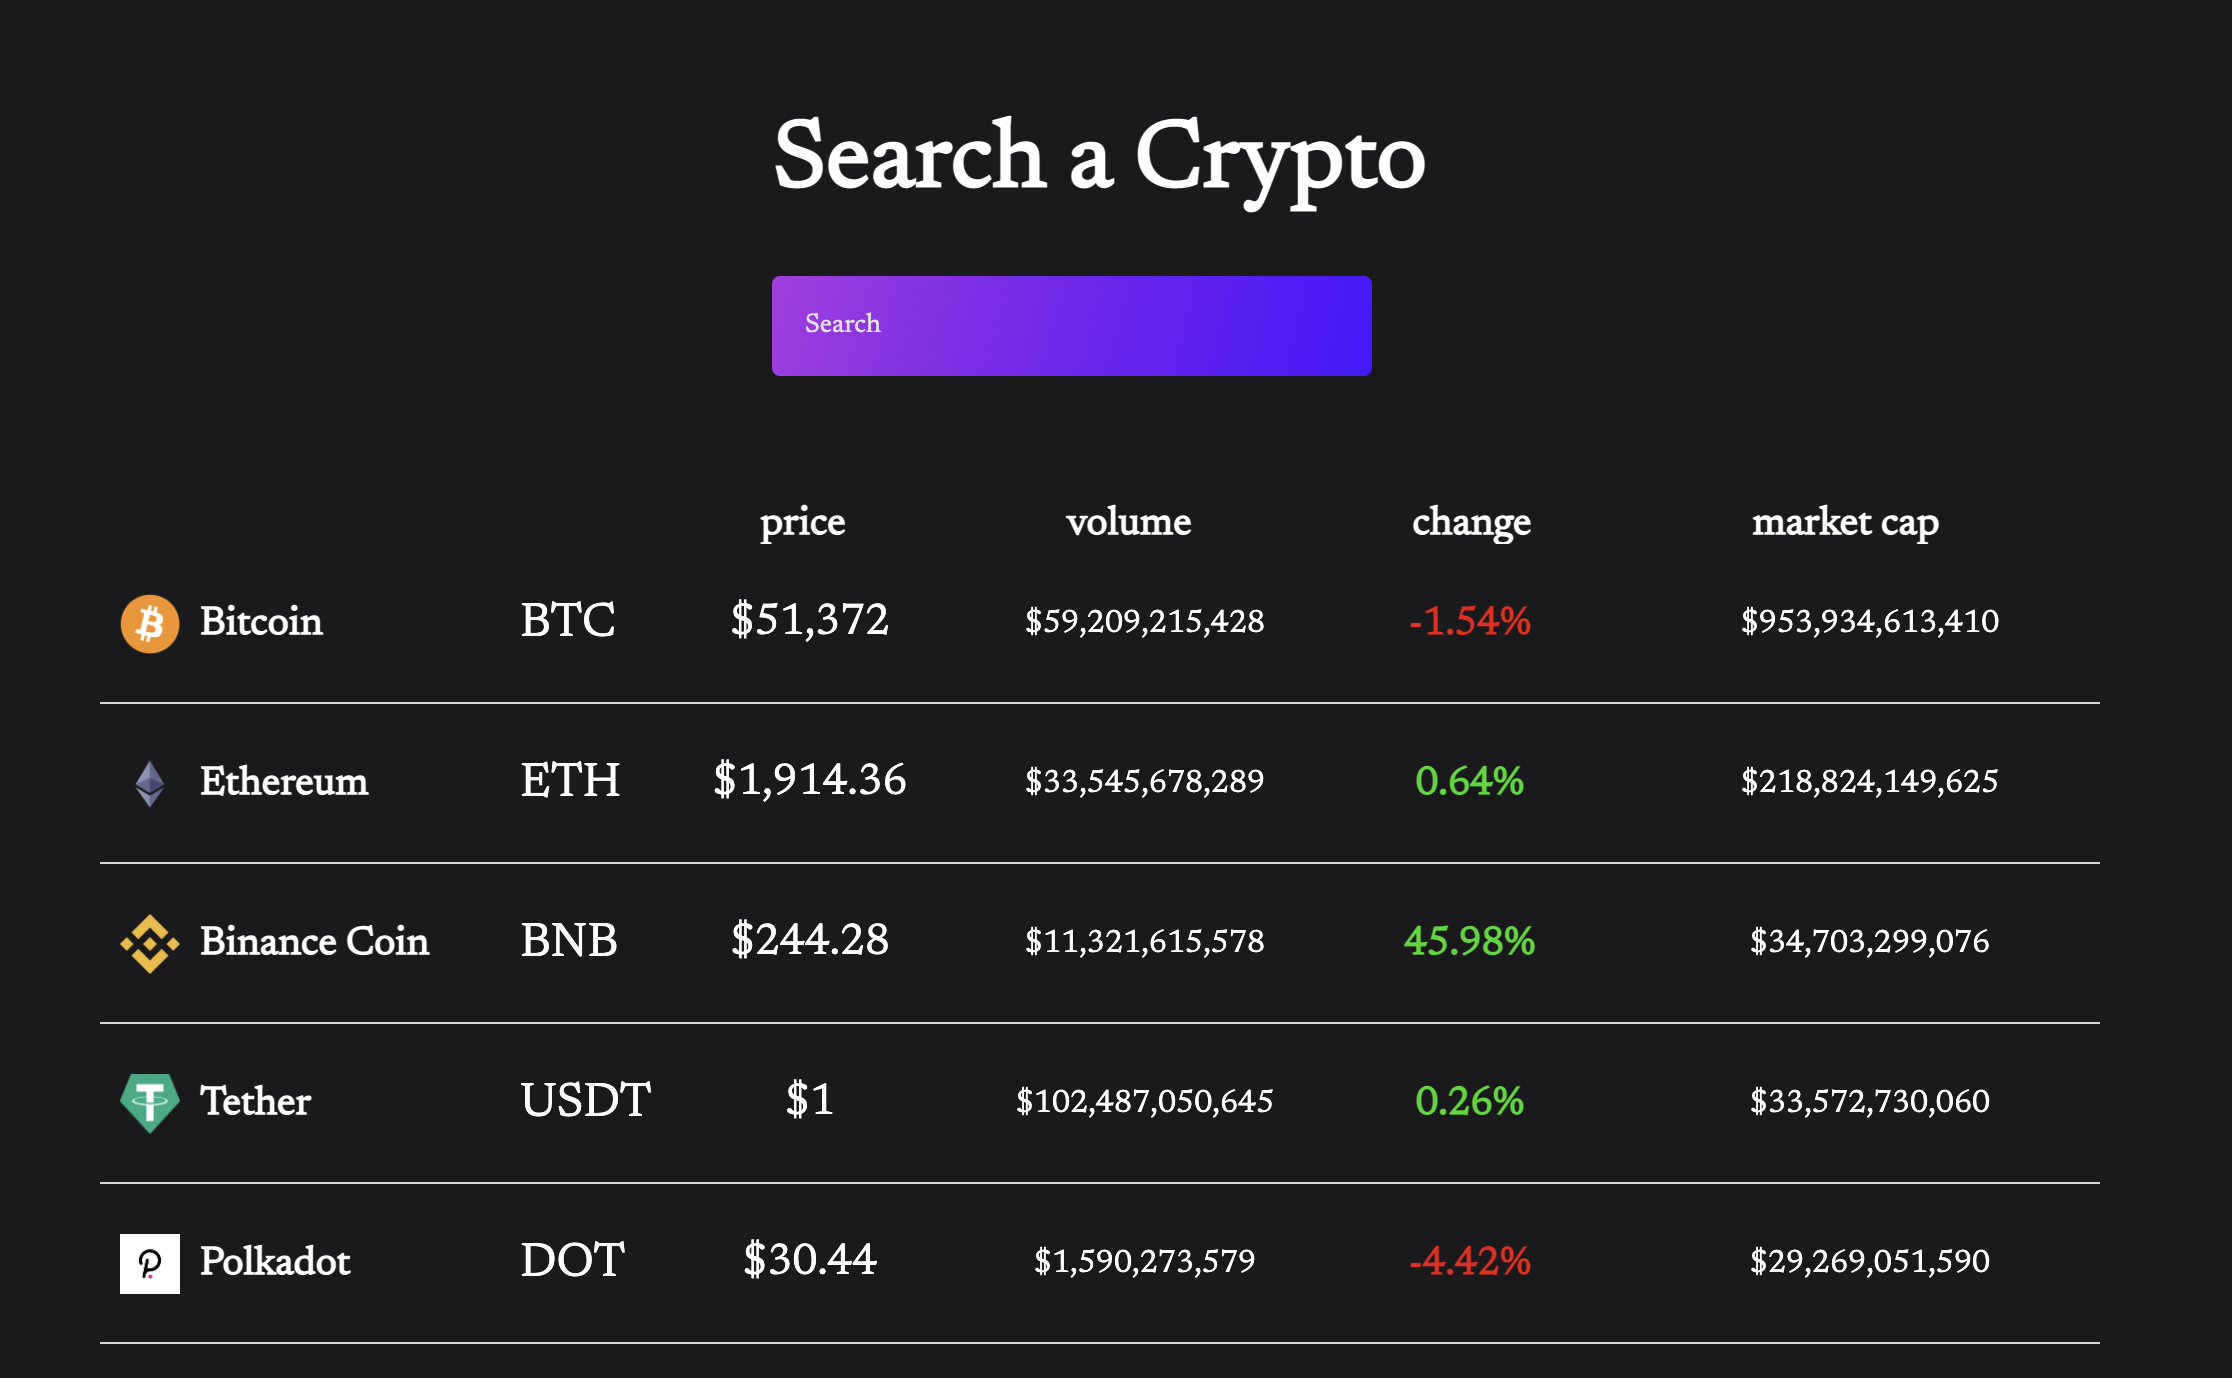 Search a Crypto
Search
price volume change market cap
Bitcoin BTC $51,372 $59,209,215,428 -1.54% $953,934,613,410
Ethereum ETH $1,914.36 $33,545,678,289 0.64% $218,824,149,625
Binance Coin BNB $244.28 $11,321,615,578 45.98% $34,703,299,076
Tether USDT $1 $102,487,050,645 0.26% $33,572,730,060
Polkadot DOT $30.44 $1,590,273,579 -4.42% $29,269,051,590